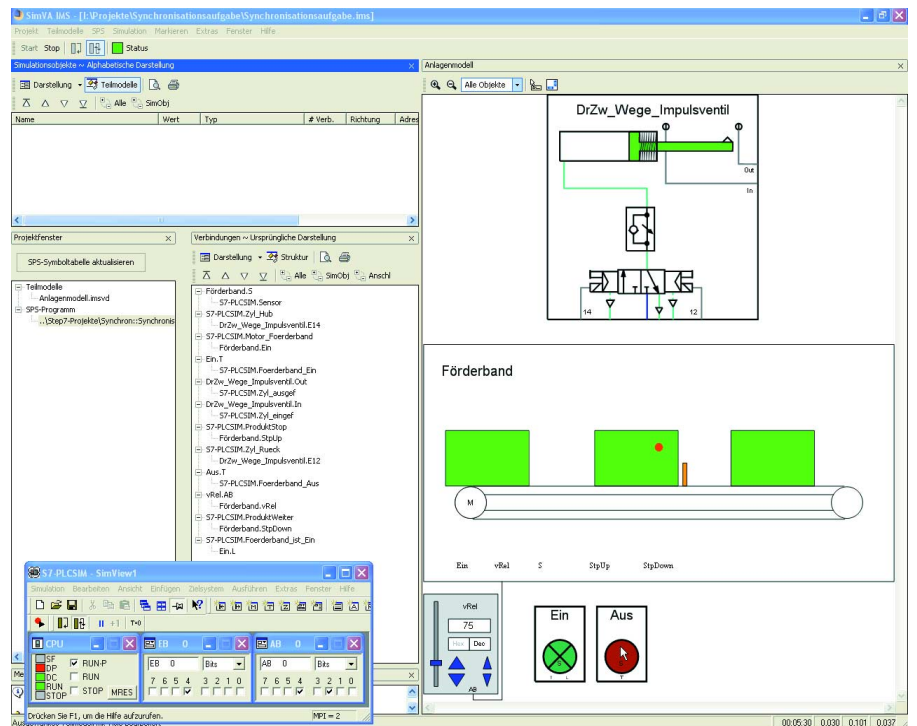 SimVA IMS - [I:\Projekte\Synchronisationsaufgabe\Synchronisationsaufgabe.ims]
Projekt Teilmodelle SPS Simulation Markieren Extras Fenster Hilfe
Start Stop Status
Simulationsobjekte ~ Alphabetische Darstellung
Darstellung Teilmodelle
Alle SimObj
Name Wert Typ # Verb. Richtung Adres
Projektfenster
SPS-Symboltabelle aktualisieren
Teilmodelle
Anlagenmodell.imsvd
SPS-Programm
..\Step7-Projekte\Synchron::Synchronis
Verbindungen ~ Ursprüngliche Darstellung
Darstellung Struktur
Alle SimObj Anschl
Förderband.S
S7-PLCSIM.Sensor
S7-PLCSIM.Zyl_Hub
DrZw_Wege_Impulsventil.E14
S7-PLCSIM.Motor_Foerderband
Förderband.Ein
Ein.T
S7-PLCSIM.Foerderband_Ein
DrZw_Wege_Impulsventil.Out
S7-PLCSIM.Zyl_ausgef
DrZw_Wege_Impulsventil.In
S7-PLCSIM.Zyl_eingef
S7-PLCSIM.ProduktStop
Förderband.StpUp
S7-PLCSIM.Zyl_Rueck
DrZw_Wege_Impulsventil.E12
Aus.T
S7-PLCSIM.Foerderband_Aus
vRel.AB
Förderband.vRel
S7-PLCSIM.ProduktWeiter
Förderband.StpDown
S7-PLCSIM.Foerderband_ist_Ein
Ein.L
Anlagenmodell
Alle Objekte
DrZw_Wege_Impulsventil
Out
In
14 12
Förderband
M
Ein vRel S StpUp StpDown
vRel
75
Hex Dec
AB
Ein
Aus
S7-PLCSIM - SimView1
Simulation Bearbeiten Ansicht Einfügen Zielsystem Ausführen Extras Fenster Hilfe
+1 T=0
CPU
SF
DP
DC
RUN
STOP
RUN-P
RUN
STOP
MRES
EB 0
EB 0 Bits
7 6 5 4 3 2 1 0
AB 0
AB 0 Bits
7 6 5 4 3 2 1 0
Drücken Sie F1, um die Hilfe aufzurufen. MPI = 2
00:05:30 0.030 0.101 0.037